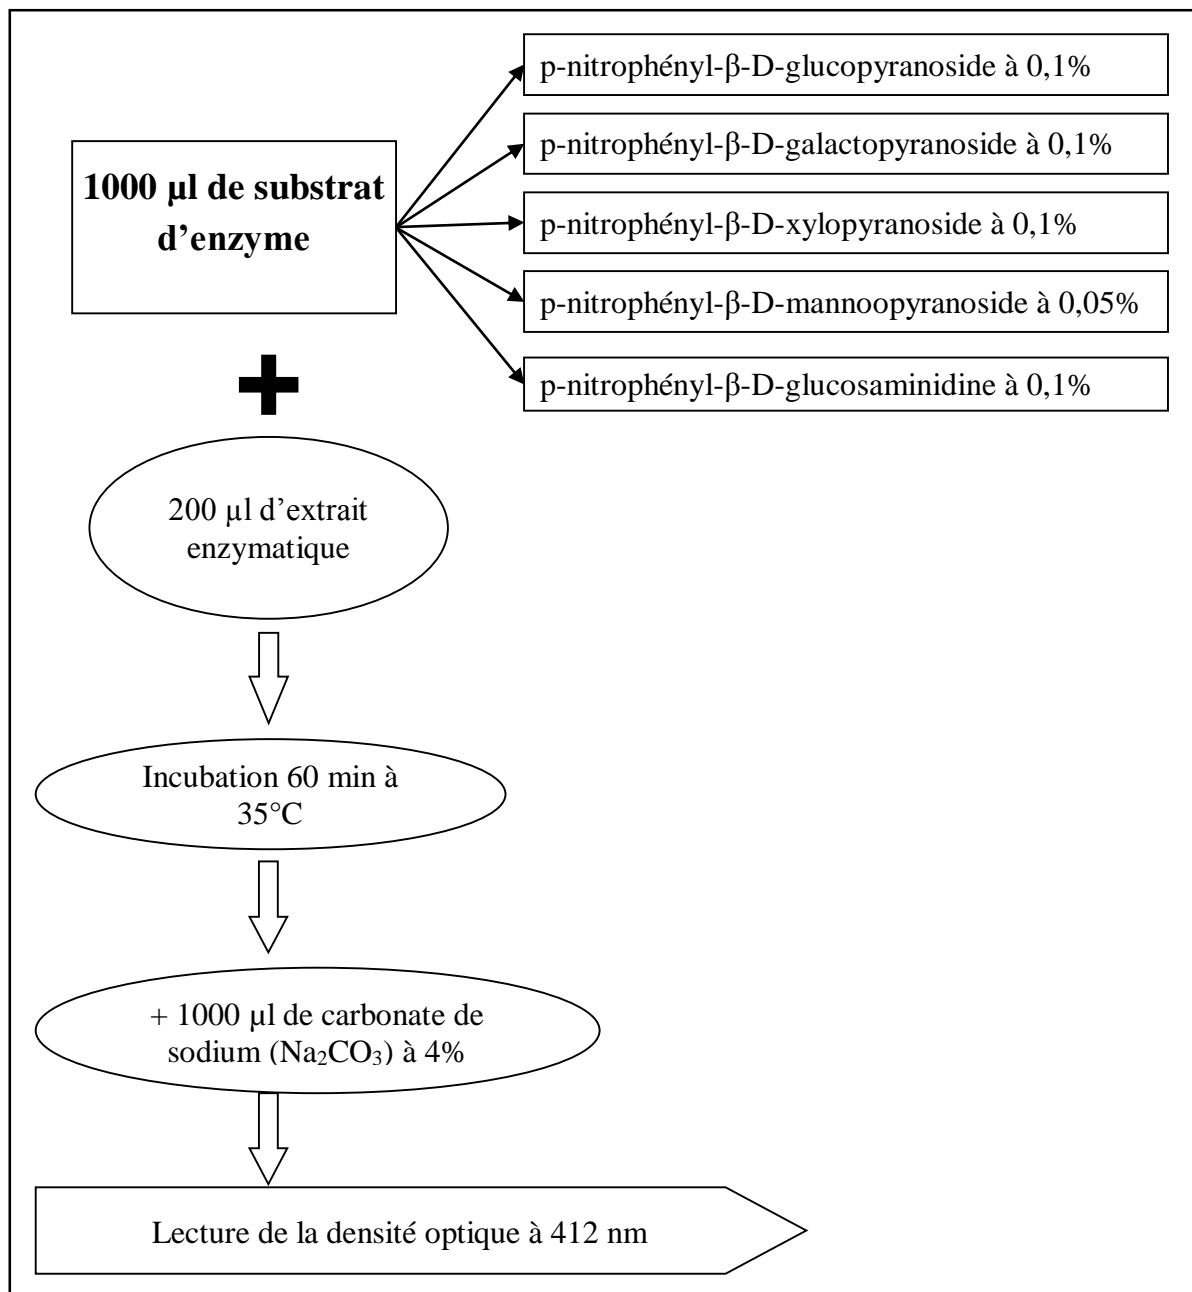 p-nitrophényl-β-D-glucopyranoside à 0,1%
p-nitrophényl-β-D-galactopyranoside à 0,1%
1000 µl de substrat
d’enzyme
p-nitrophényl-β-D-xylopyranoside à 0,1%
p-nitrophényl-β-D-mannoopyranoside à 0,05%
p-nitrophényl-β-D-glucosaminidine à 0,1%
200 µl d’extrait
enzymatique
Incubation 60 min à
35°C
+ 1000 µl de carbonate de
sodium (Na₂CO₃) à 4%
Lecture de la densité optique à 412 nm